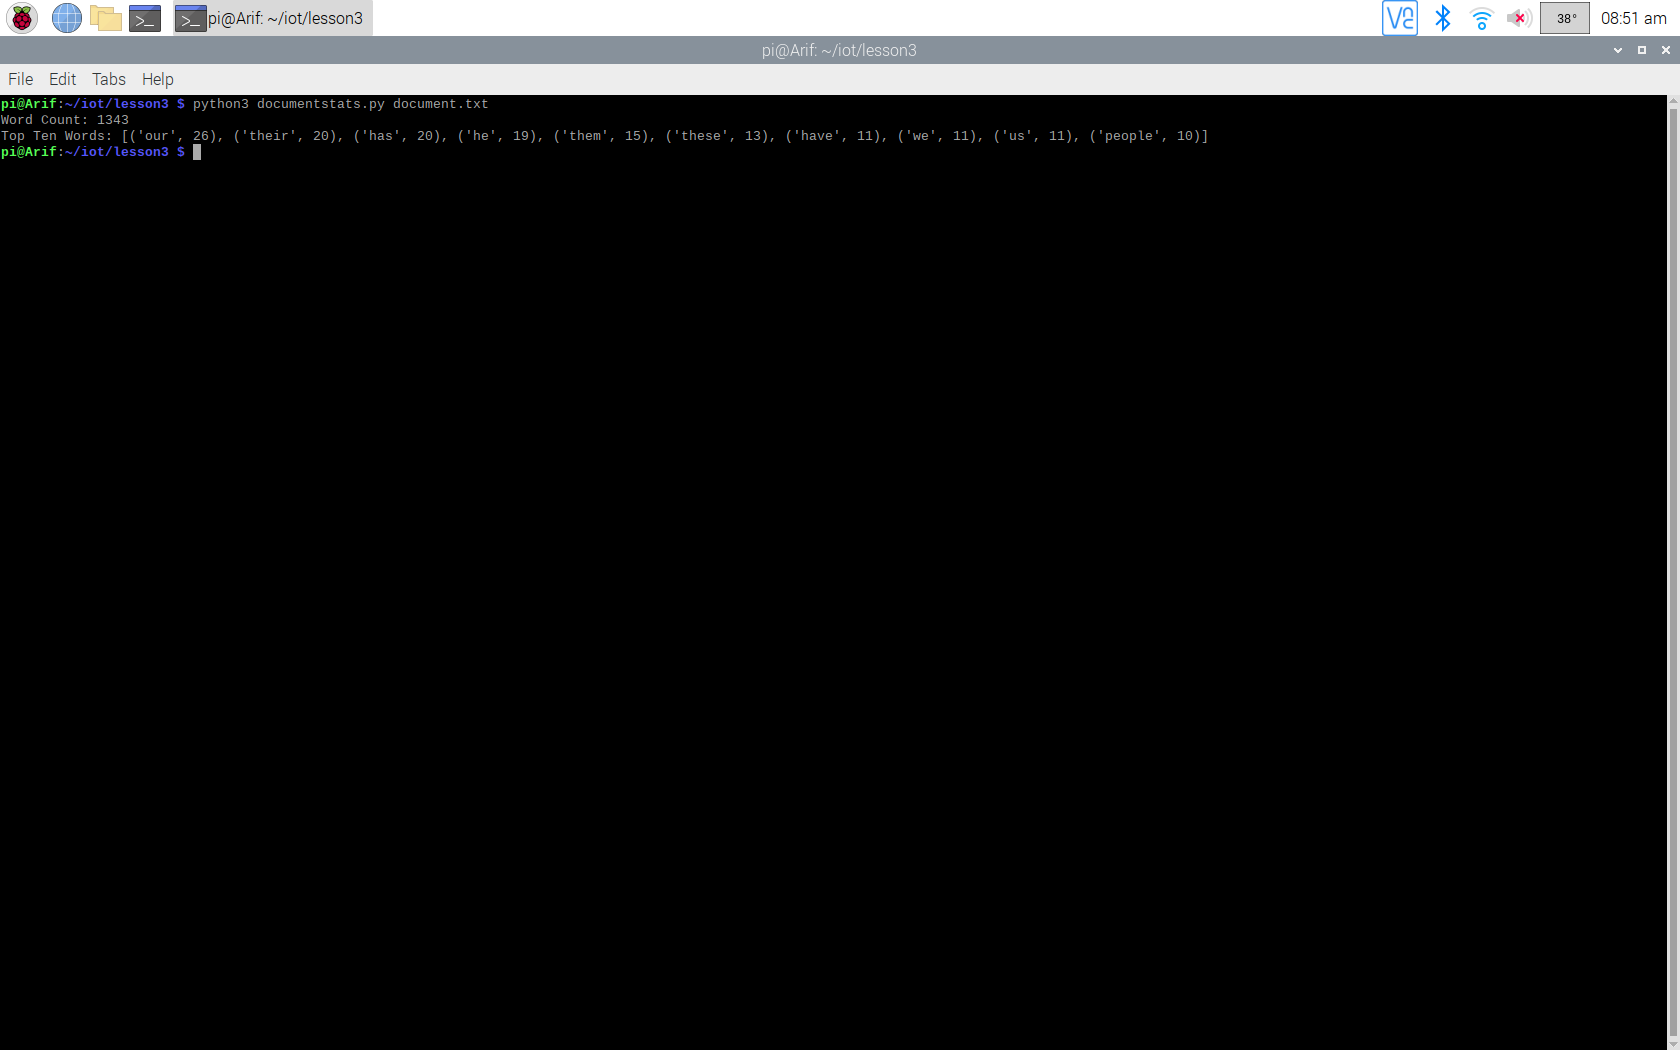 pi@Arif: ~/iot/lesson3
38°
08:51 am
pi@Arif: ~/iot/lesson3
File Edit Tabs Help
pi@Arif:~/iot/lesson3 $ python3 documentstats.py document.txt
Word Count: 1343
Top Ten Words: [('our', 26), ('their', 20), ('has', 20), ('he', 19), ('them', 15), ('these', 13), ('have', 11), ('we', 11), ('us', 11), ('people', 10)]
pi@Arif:~/iot/lesson3 $